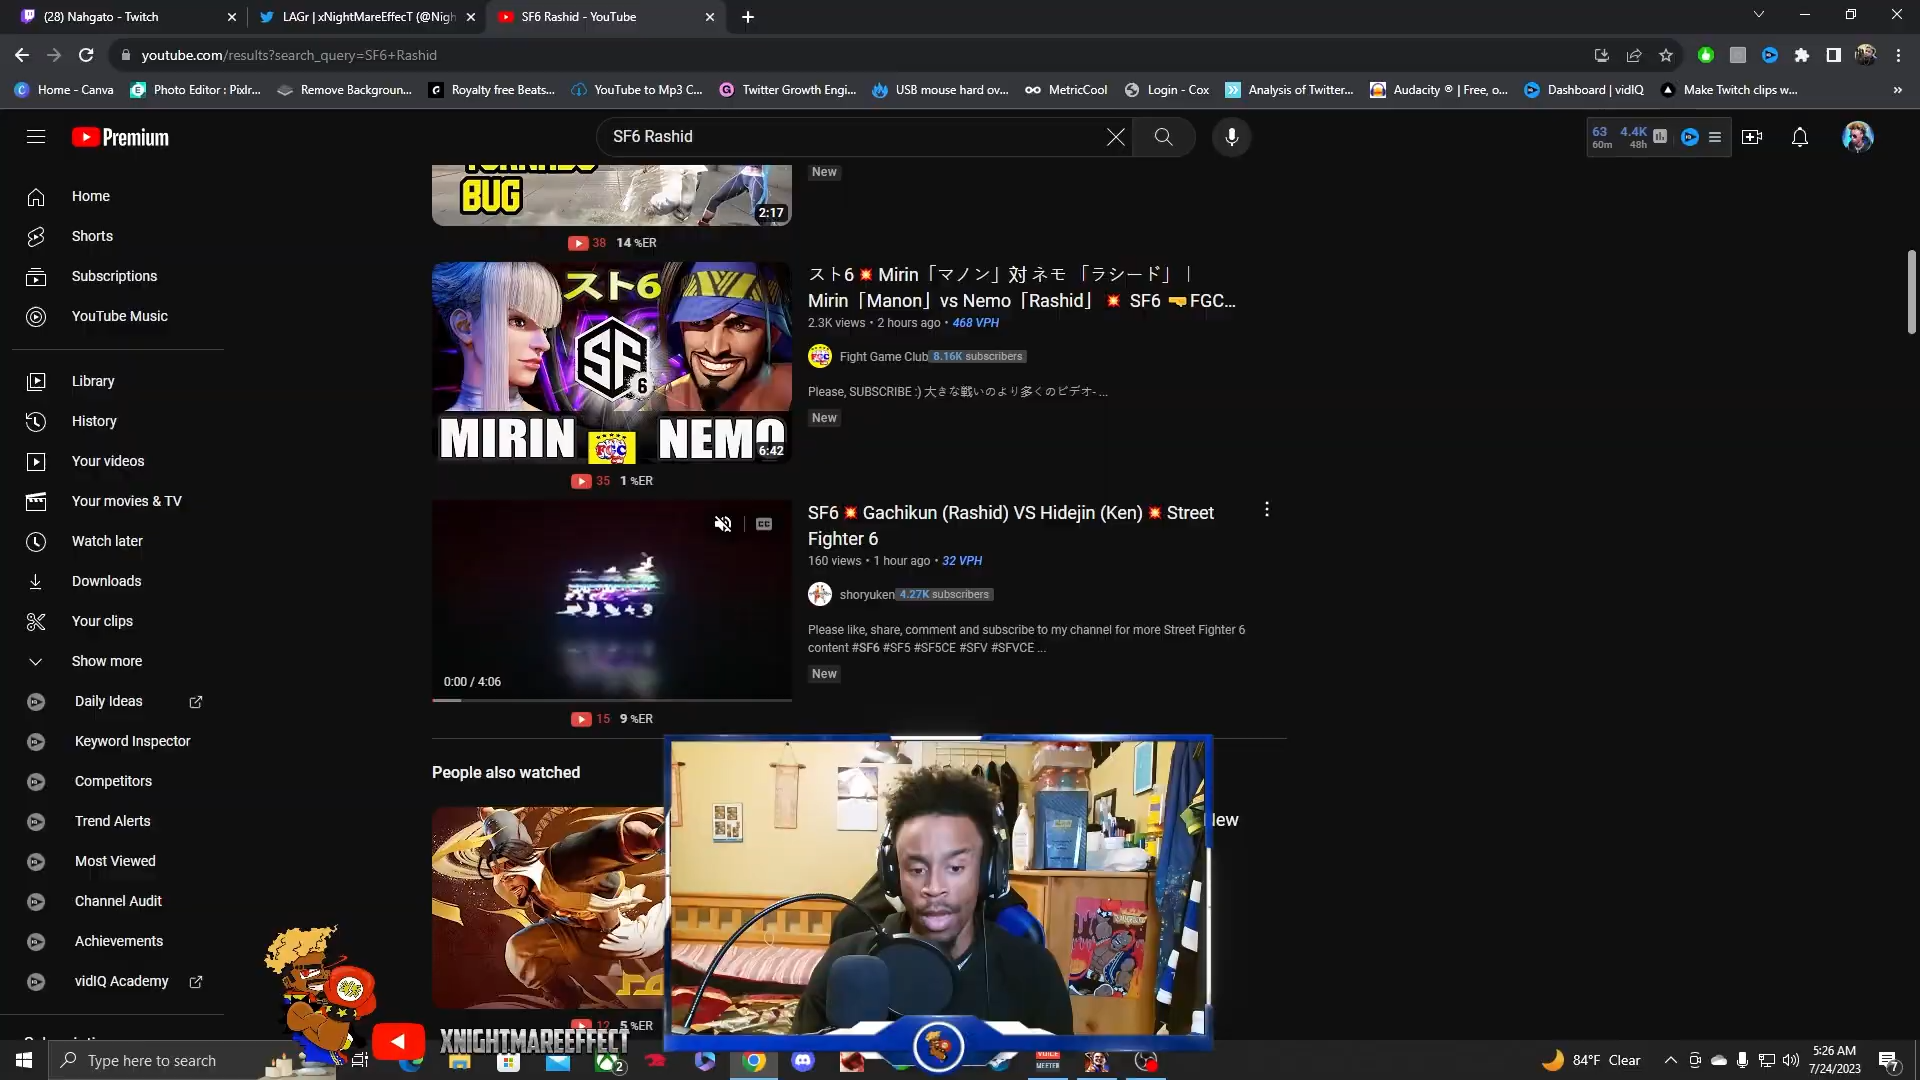 (28) Nahgato - Twitch
LAGr | xNightMareEffecT (@Nigh
SF6 Rashid - YouTube
youtube.com/results?search_query=SF6+Rashid
Home - Canva
Photo Editor : Pixlr...
Remove Backgroun...
Royalty free Beats...
YouTube to Mp3 C...
Twitter Growth Engi...
USB mouse hard ov...
MetricCool
Login - Cox
Analysis of Twitter...
Audacity ® | Free, o...
Dashboard | vidIQ
Make Twitch clips w...
Premium
SF6 Rashid
63 4.4K
60m 48h
Home
Shorts
Subscriptions
YouTube Music
Library
History
Your videos
Your movies & TV
Watch later
Downloads
Your clips
Show more
Daily Ideas
Keyword Inspector
Competitors
Trend Alerts
Most Viewed
Channel Audit
Achievements
vidIQ Academy
BUG
2:17
New
38 14 %ER
スト6
SF
6
MIRIN
NEMO
6:42
スト6💥Mirin「マノン」対 ネモ「ラシード」｜
Mirin「Manon」vs Nemo「Rashid」💥 SF6 🤜FGC...
2.3K views • 2 hours ago • 468 VPH
Fight Game Club 8.16K subscribers
Please, SUBSCRIBE :) 大きな戦いのより多くのビデオ- ...
New
35 1 %ER
CC
0:00 / 4:06
SF6💥Gachikun (Rashid) VS Hidejin (Ken)💥Street
Fighter 6
160 views • 1 hour ago • 32 VPH
shoryuken 4.27K subscribers
Please like, share, comment and subscribe to my channel for more Street Fighter 6
content #SF6 #SF5 #SF5CE #SFV #SFVCE ...
New
15 9 %ER
People also watched
New
12 5 %ER
XNIGHTMAREEFFECT
Type here to search
2
VOICE
MEETER
84°F Clear
5:26 AM
7/24/2023
7